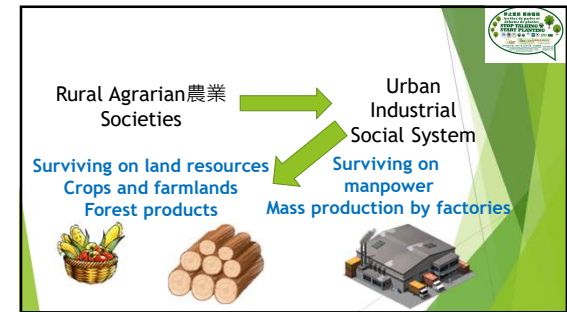 Rural Agrarian農業
Societies
Urban
Industrial
Social System
Surviving on land resources
Crops and farmlands
Forest products
Surviving on
manpower
Mass production by factories
STOP TALKING
START PLANTING